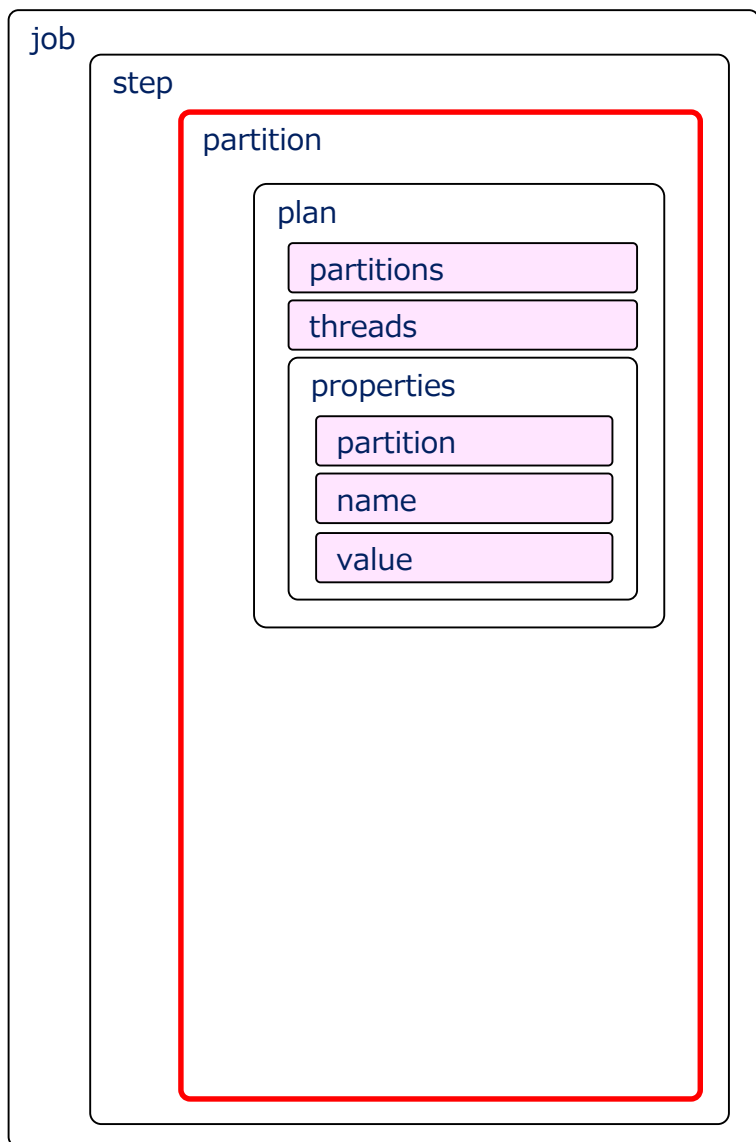 job
step
partition
plan
partitions
threads
properties
partition
name
value